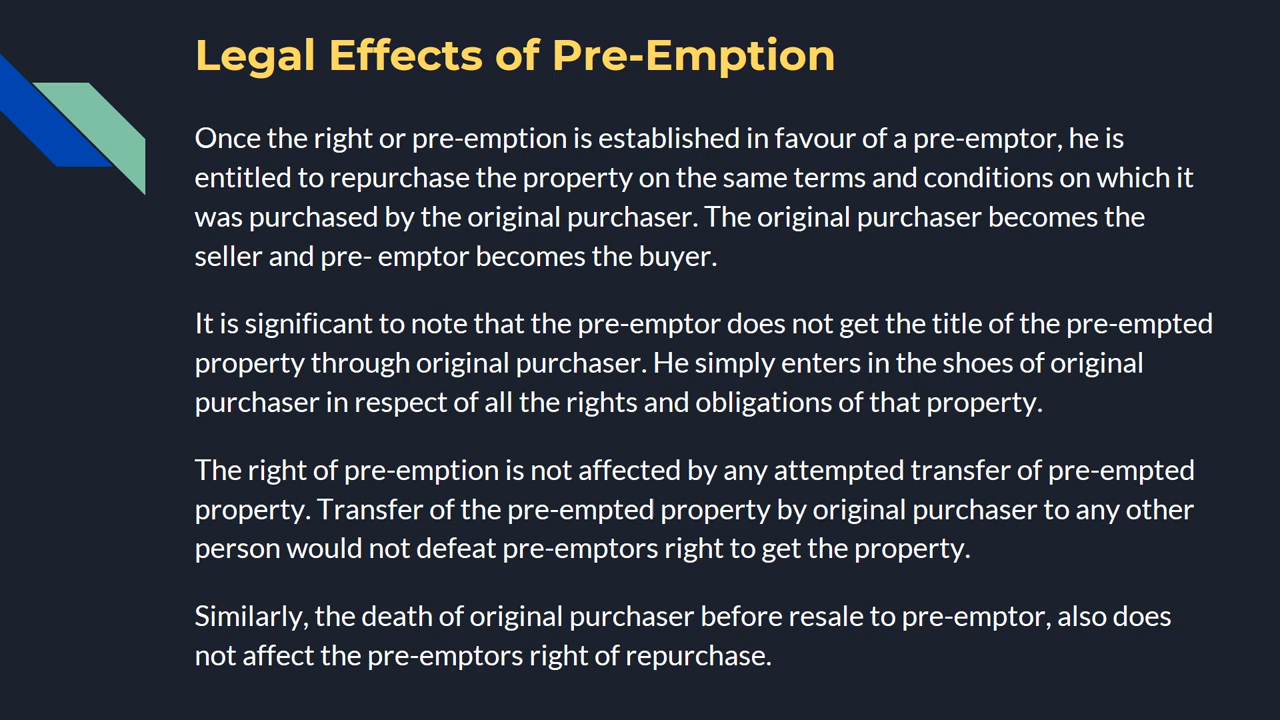 Legal Effects of Pre-Emption
Once the right or pre-emption is established in favour of a pre-emptor, he is
entitled to repurchase the property on the same terms and conditions on which it
was purchased by the original purchaser. The original purchaser becomes the
seller and pre- emptor becomes the buyer.
It is significant to note that the pre-emptor does not get the title of the pre-empted
property through original purchaser. He simply enters in the shoes of original
purchaser in respect of all the rights and obligations of that property.
The right of pre-emption is not affected by any attempted transfer of pre-empted
property. Transfer of the pre-empted property by original purchaser to any other
person would not defeat pre-emptors right to get the property.
Similarly, the death of original purchaser before resale to pre-emptor, also does
not affect the pre-emptors right of repurchase.